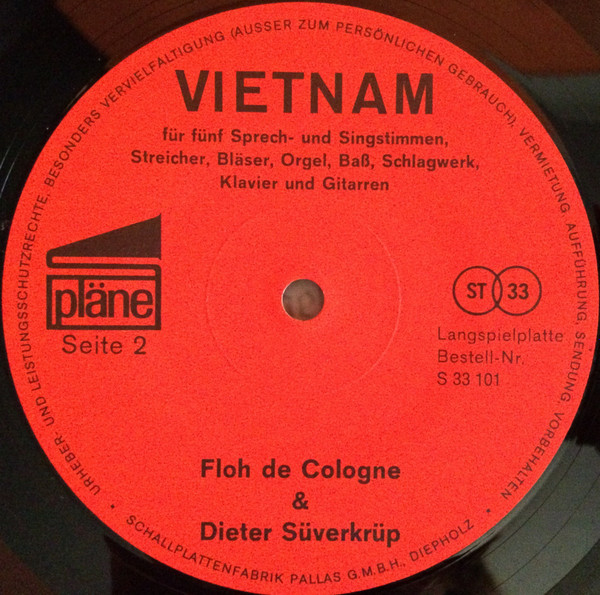 URHEBER- UND LEISTUNGSSCHUTZRECHTE, BESONDERS VERVIELFÄLTIGUNG (AUSSER ZUM PERSÖNLICHEN GEBRAUCH), VERMIETUNG AUFFÜHRUNG, SENDUNG VORBEHALTEN
VIETNAM
für fünf Sprech- und Singstimmen,
Streicher, Bläser, Orgel, Baß, Schlagwerk,
Klavier und Gitarren
pläne
Seite 2
ST 33
Langspielplatte
Bestell-Nr.
S 33 101
Floh de Cologne
&
Dieter Süverkrüp
• SCHALLPLATTENFABRIK PALLAS G.M.B.H., DIEPHOLZ •